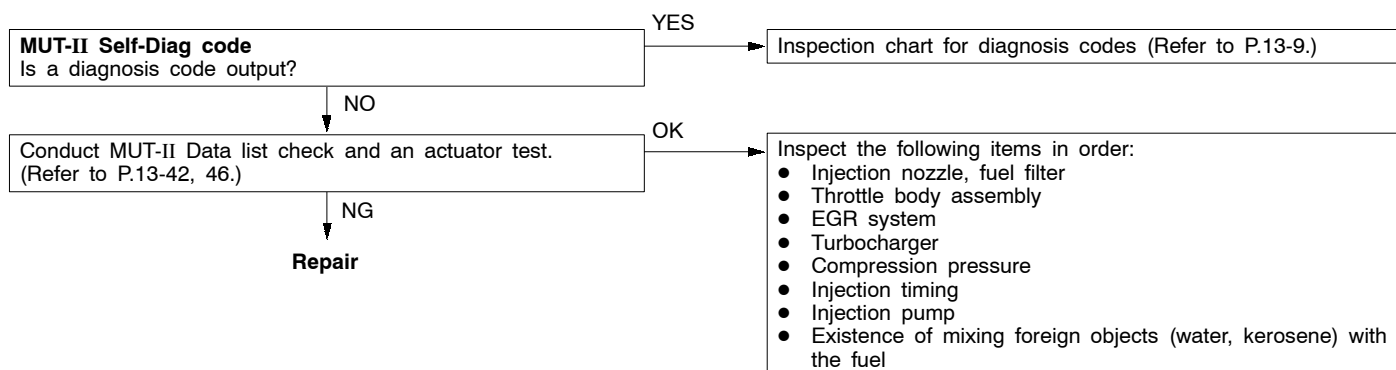 YES
MUT-II Self-Diag code
Is a diagnosis code output?
Inspection chart for diagnosis codes (Refer to P.13-9.)
NO
OK
Conduct MUT-II Data list check and an actuator test.
(Refer to P.13-42, 46.)
Inspect the following items in order:
● Injection nozzle, fuel filter
● Throttle body assembly
● EGR system
● Turbocharger
● Compression pressure
● Injection timing
● Injection pump
● Existence of mixing foreign objects (water, kerosene) with
the fuel
NG
Repair